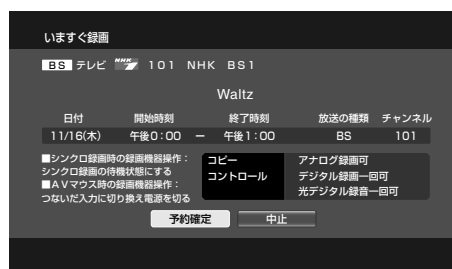 いますぐ録画
BS テレビ NHK 101 NHK BS1
Waltz
日付 開始時刻 終了時刻 放送の種類 チャンネル
11/16(木) 午後0:00 － 午後1:00 BS 101
■シンクロ録画時の録画機器操作：
シンクロ録画の待機状態にする
■AVマウス時の録画機器操作：
つないだ入力に切り換え電源を切る
コピー
コントロール
アナログ録画可
デジタル録画一回可
光デジタル録音一回可
予約確定 中止